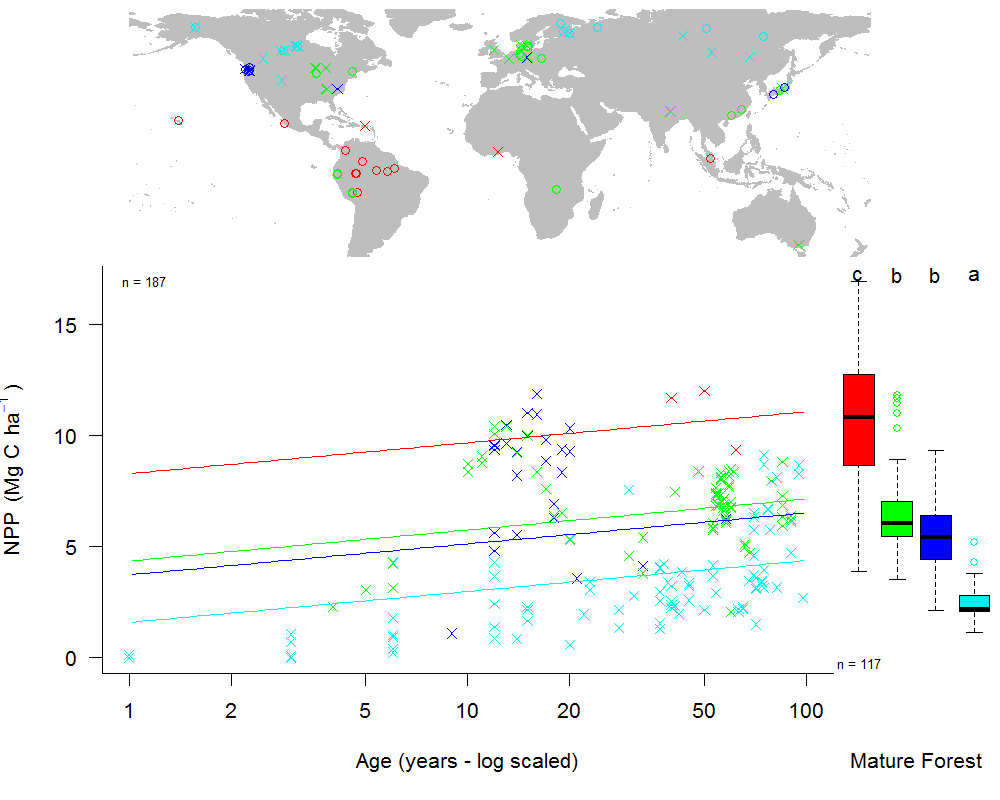 n = 187
c b b a
NPP (Mg C ha⁻¹ )
15
10
5
0
n = 117
1 2 5 10 20 50 100
Age (years - log scaled)
Mature Forest